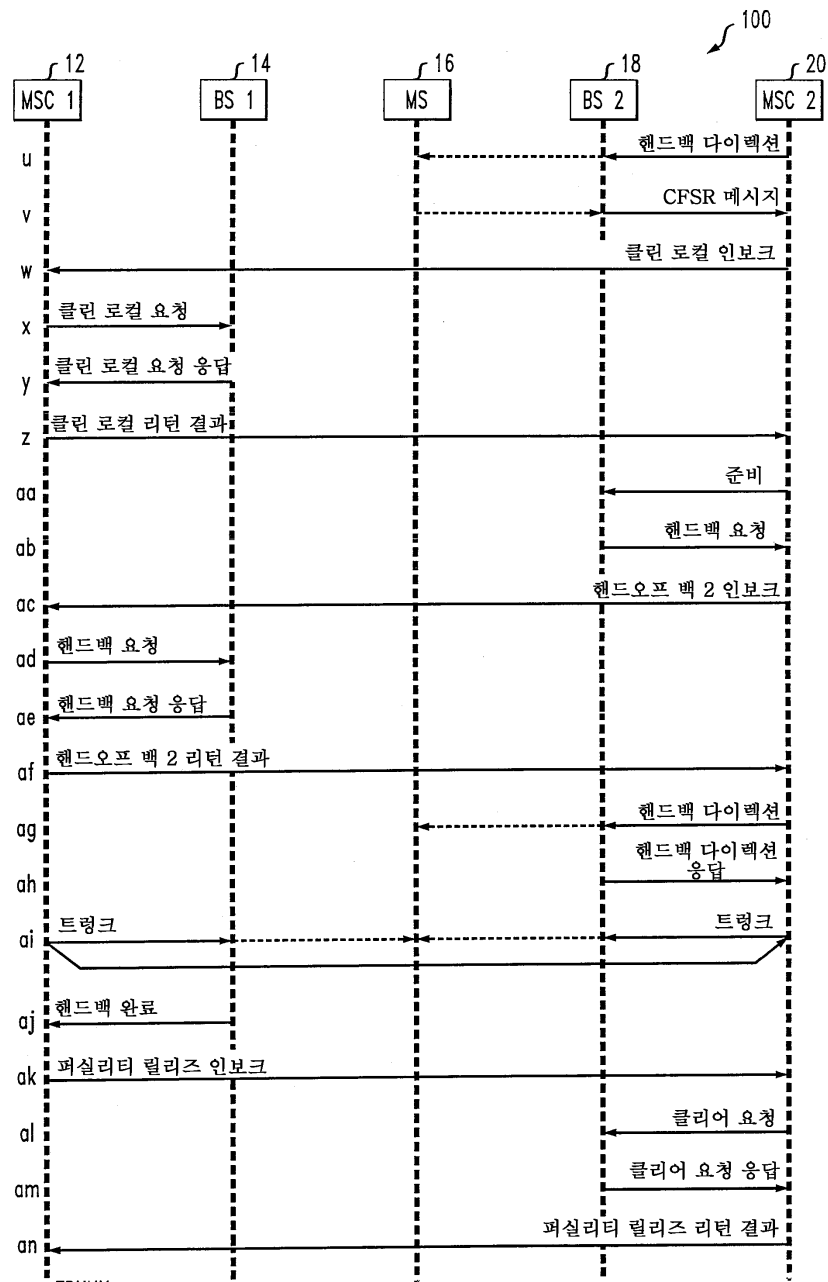 100
12 14 16 18 20
MSC 1 BS 1 MS BS 2 MSC 2
u 핸드백 다이렉션
v CFSR 메시지
w 클린 로컬 인보크
x 클린 로컬 요청
y 클린 로컬 요청 응답
z 클린 로컬 리턴 결과
aa 준비
ab 핸드백 요청
ac 핸드오프 백 2 인보크
ad 핸드백 요청
ae 핸드백 요청 응답
af 핸드오프 백 2 리턴 결과
ag 핸드백 다이렉션
핸드백 다이렉션
ah 응답
ai 트렁크 트렁크
aj 핸드백 완료
ak 퍼실리티 릴리즈 인보크
al 클리어 요청
am 클리어 요청 응답
an 퍼실리티 릴리즈 리턴 결과